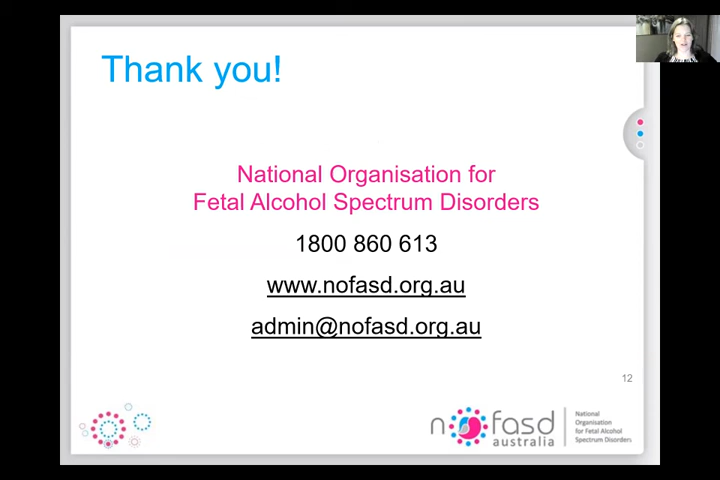 Thank you!
National Organisation for
Fetal Alcohol Spectrum Disorders
1800 860 613
www.nofasd.org.au
admin@nofasd.org.au
12
nofasd
australia
National
Organisation
for Fetal Alcohol
Spectrum Disorders